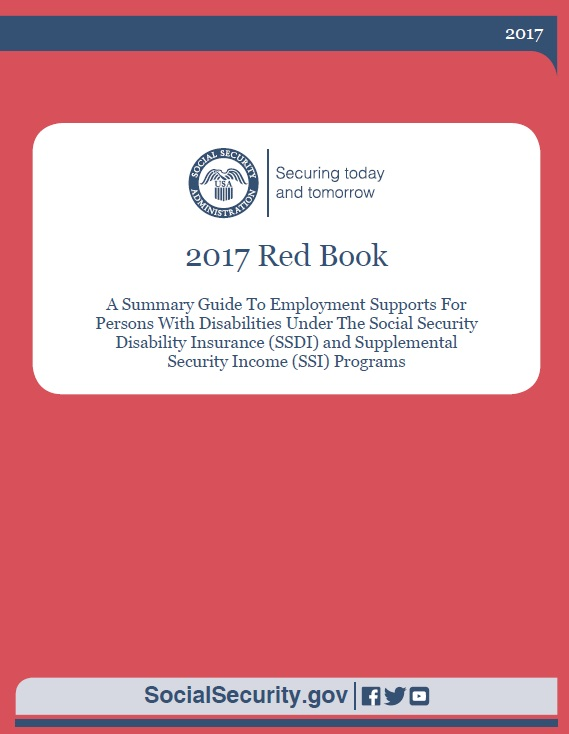 2017
SOCIAL SECURITY
USA
ADMINISTRATION
Securing today
and tomorrow
2017 Red Book
A Summary Guide To Employment Supports For
Persons With Disabilities Under The Social Security
Disability Insurance (SSDI) and Supplemental
Security Income (SSI) Programs
SocialSecurity.gov